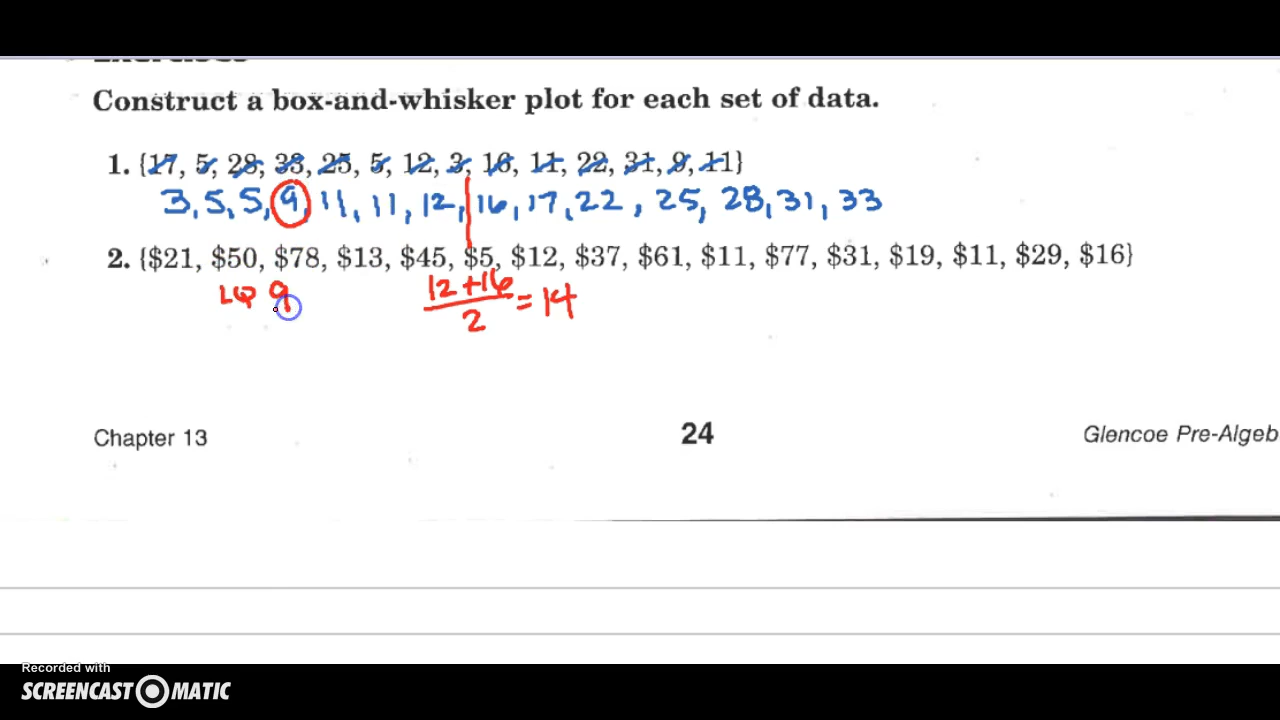 Construct a box-and-whisker plot for each set of data.
1. {17, 5, 28, 33, 25, 5, 12, 3, 16, 11, 22, 31, 9, 11}
3, 5, 5, 9, 11, 11, 12, 16, 17, 22, 25, 28, 31, 33
2. {$21, $50, $78, $13, $45, $5, $12, $37, $61, $11, $77, $31, $19, $11, $29, $16}
LQ 9
12+16
2
= 14
Chapter 13
24
Glencoe Pre-Algeb
Recorded with
SCREENCAST MATIC